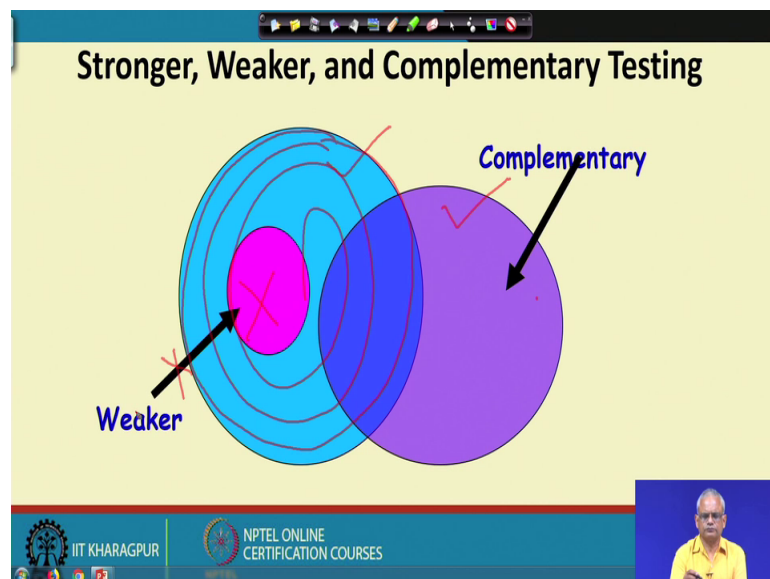 Stronger, Weaker, and Complementary Testing
Complementary
Weaker
IIT KHARAGPUR
NPTEL ONLINE
CERTIFICATION COURSES